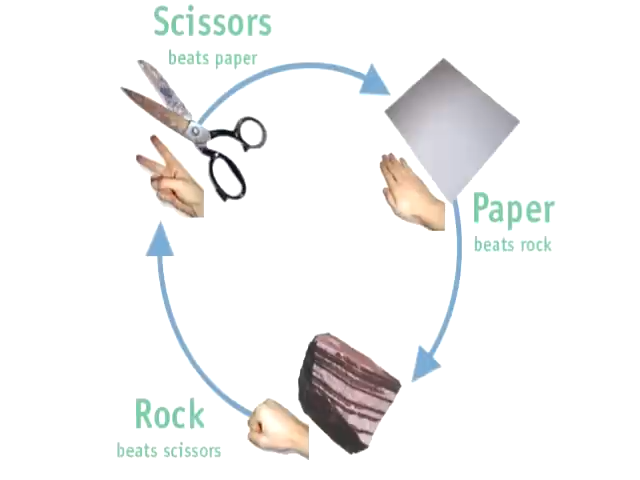 Scissors
beats paper
Paper
beats rock
Rock
beats scissors